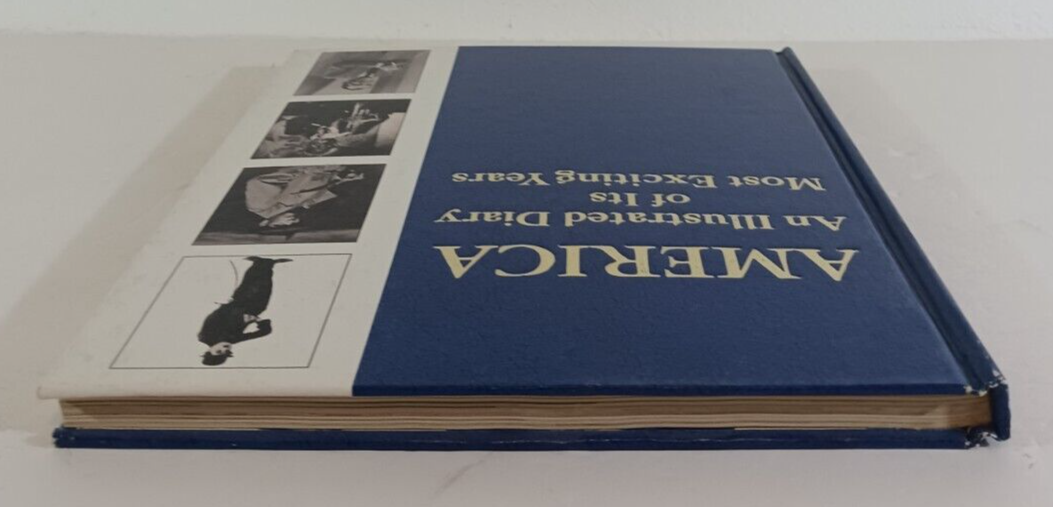 AMERICA
An Illustrated Diary
of Its
Most Exciting Years